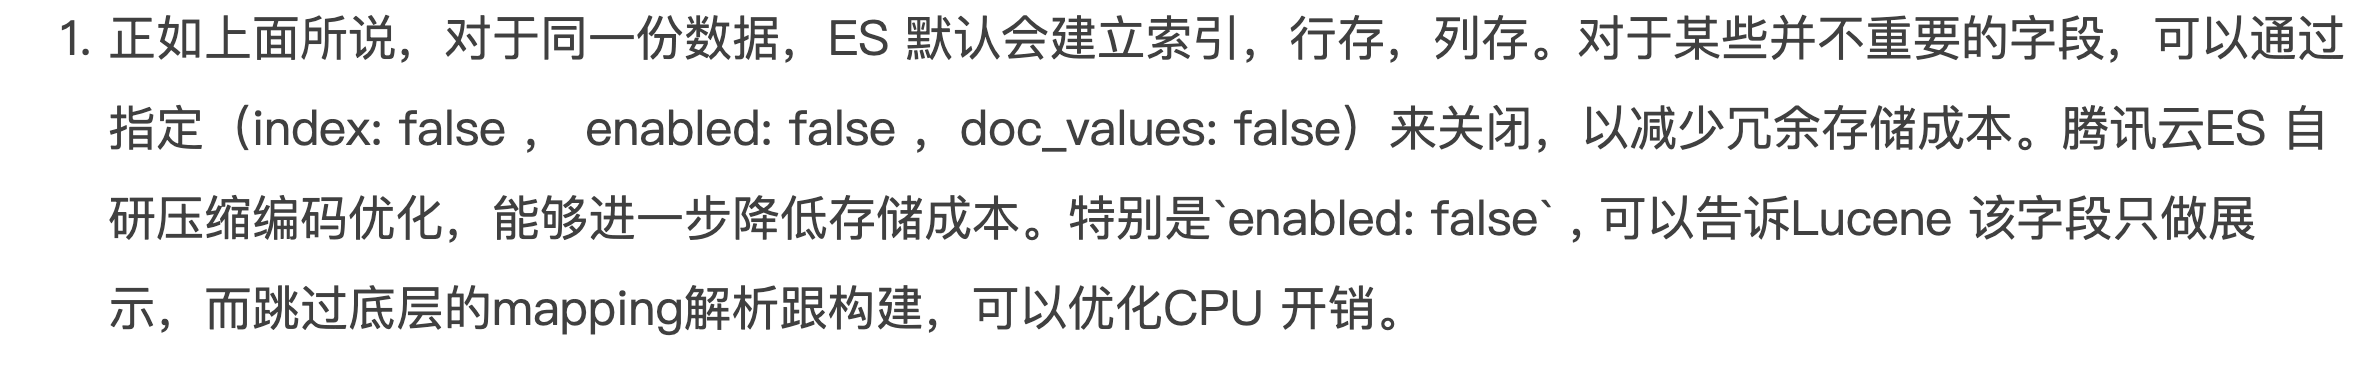 1. 正如上面所说，对于同一份数据，ES 默认会建立索引，行存，列存。对于某些并不重要的字段，可以通过
指定（index: false ， enabled: false ，doc_values: false）来关闭，以减少冗余存储成本。腾讯云ES 自
研压缩编码优化，能够进一步降低存储成本。特别是`enabled: false` , 可以告诉Lucene 该字段只做展
示，而跳过底层的mapping解析跟构建，可以优化CPU 开销。